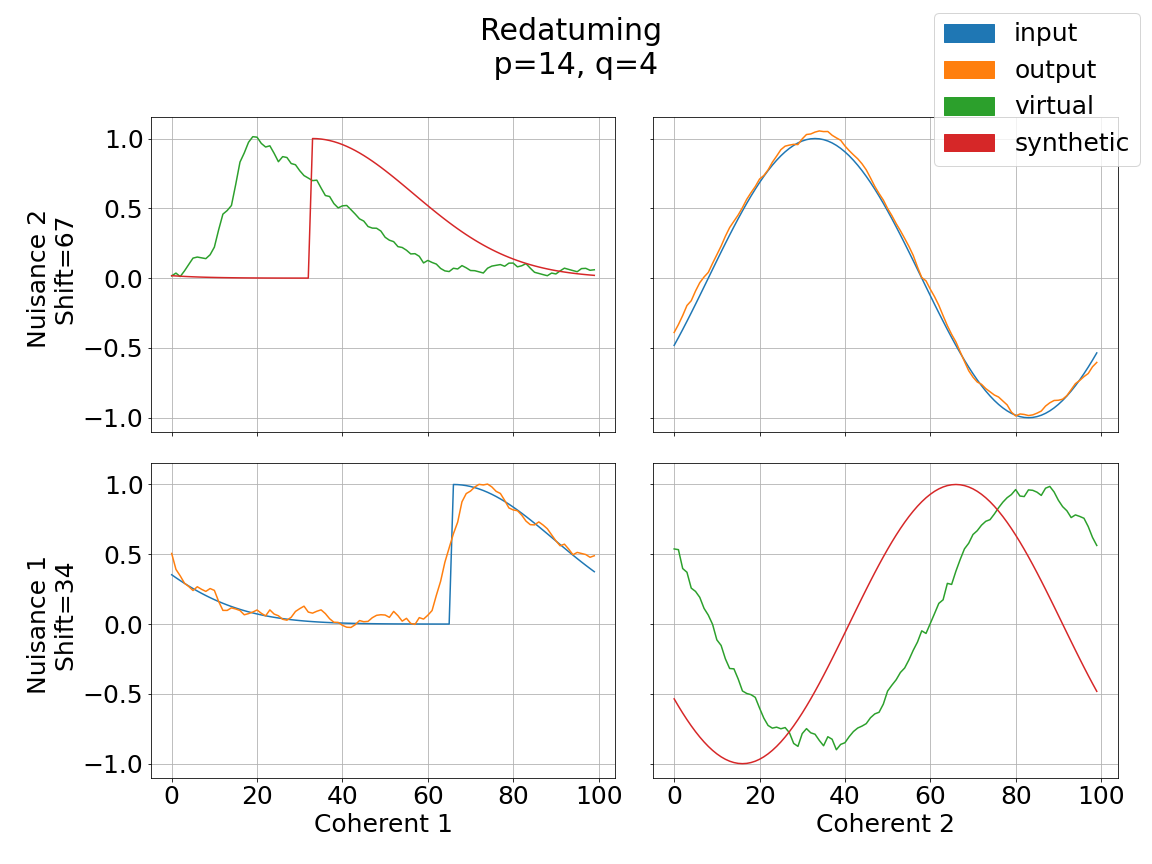 Redatuming
p=14, q=4
input
output
virtual
synthetic
Nuisance 2
Shift=67
1.0
0.5
0.0
−0.5
−1.0
Nuisance 1
Shift=34
1.0
0.5
0.0
−0.5
−1.0
0 20 40 60 80 100
0 20 40 60 80 100
Coherent 1
Coherent 2